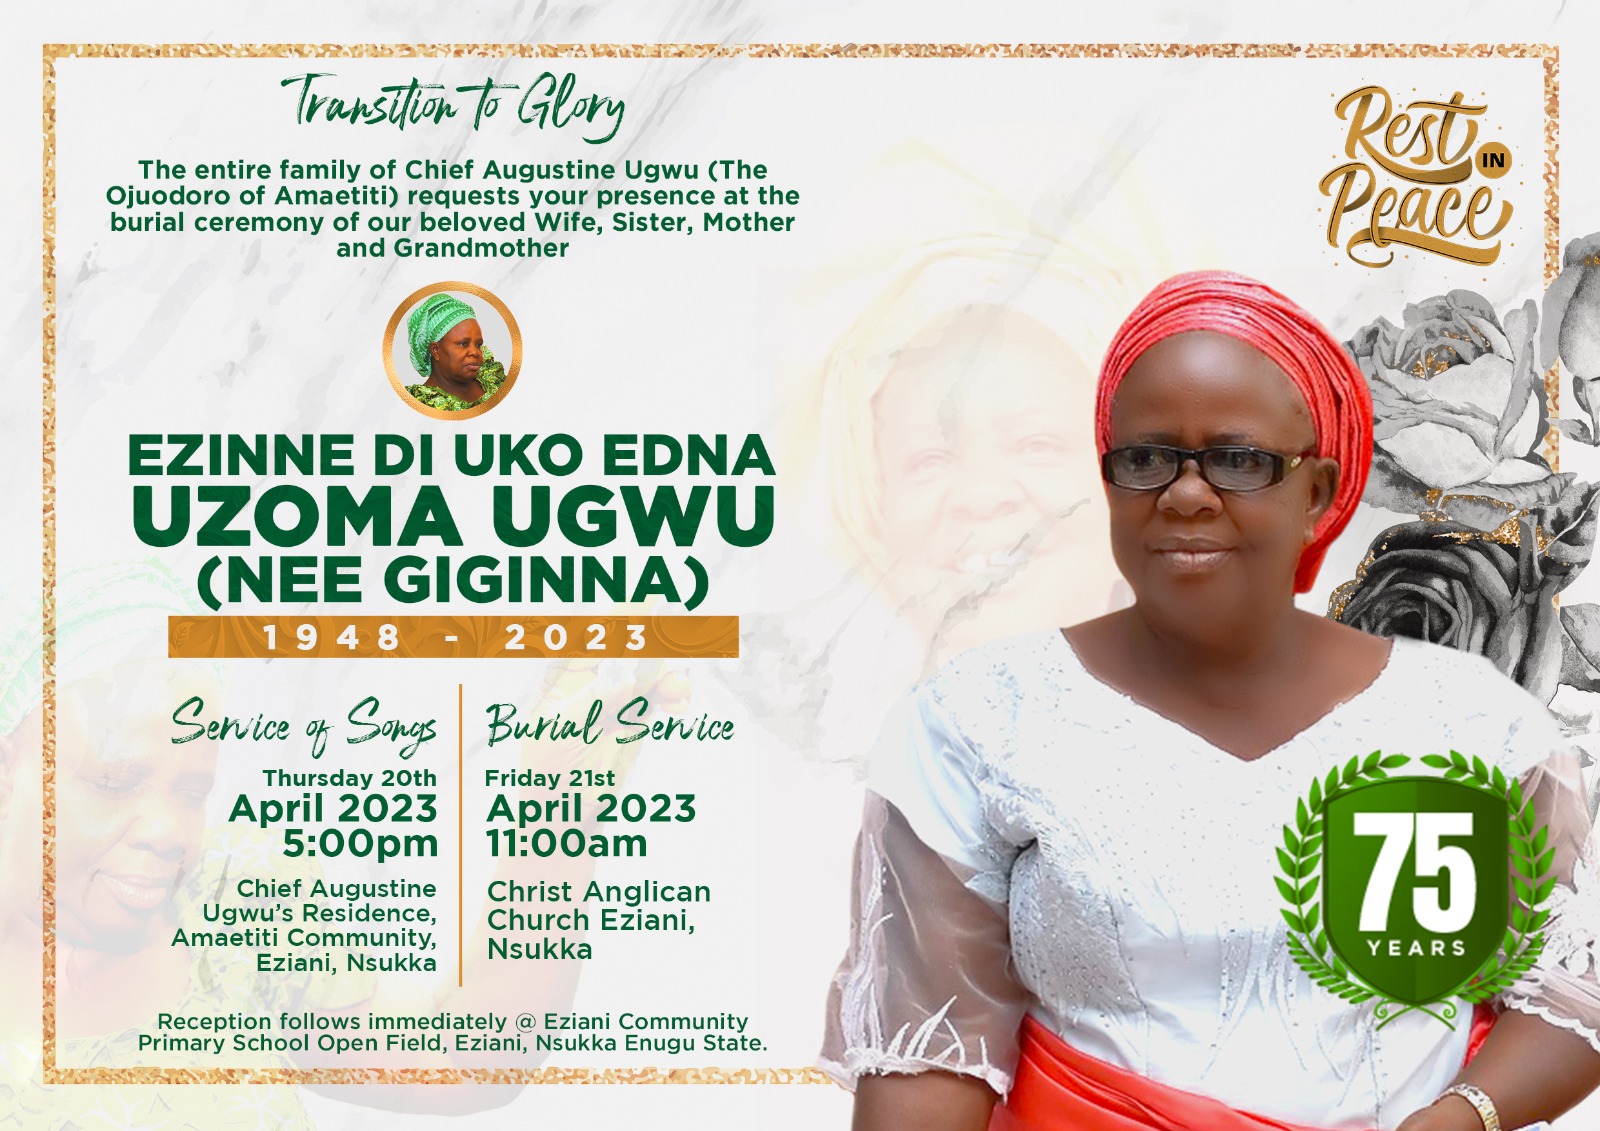 Transition to Glory
The entire family of Chief Augustine Ugwu (The
Ojuodoro of Amaetiti) requests your presence at the
burial ceremony of our beloved Wife, Sister, Mother
and Grandmother
EZINNE DI UKO EDNA
UZOMA UGWU
(NEE GIGINNA)
1948 - 2023
Service of Songs
Thursday 20th
April 2023
5:00pm
Chief Augustine
Ugwu's Residence,
Amaetiti Community,
Eziani, Nsukka
Burial Service
Friday 21st
April 2023
11:00am
Christ Anglican
Church Eziani,
Nsukka
Reception follows immediately @ Eziani Community
Primary School Open Field, Eziani, Nsukka Enugu State.
Rest
IN
Peace
75
YEARS